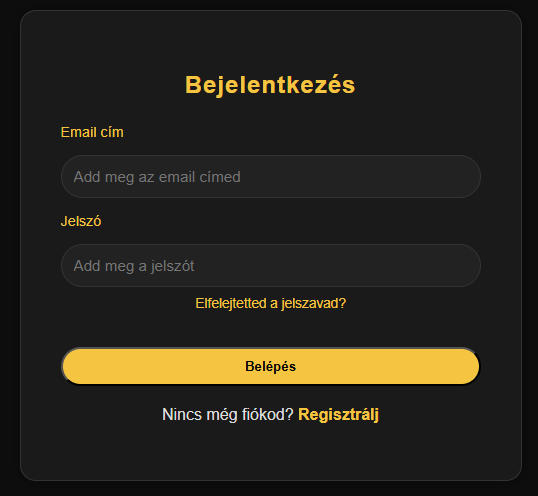 Bejelentkezés
Email cím
Add meg az email címed
Jelszó
Add meg a jelszót
Elfelejtetted a jelszavad?
Belépés
Nincs még fiókod? Regisztrálj